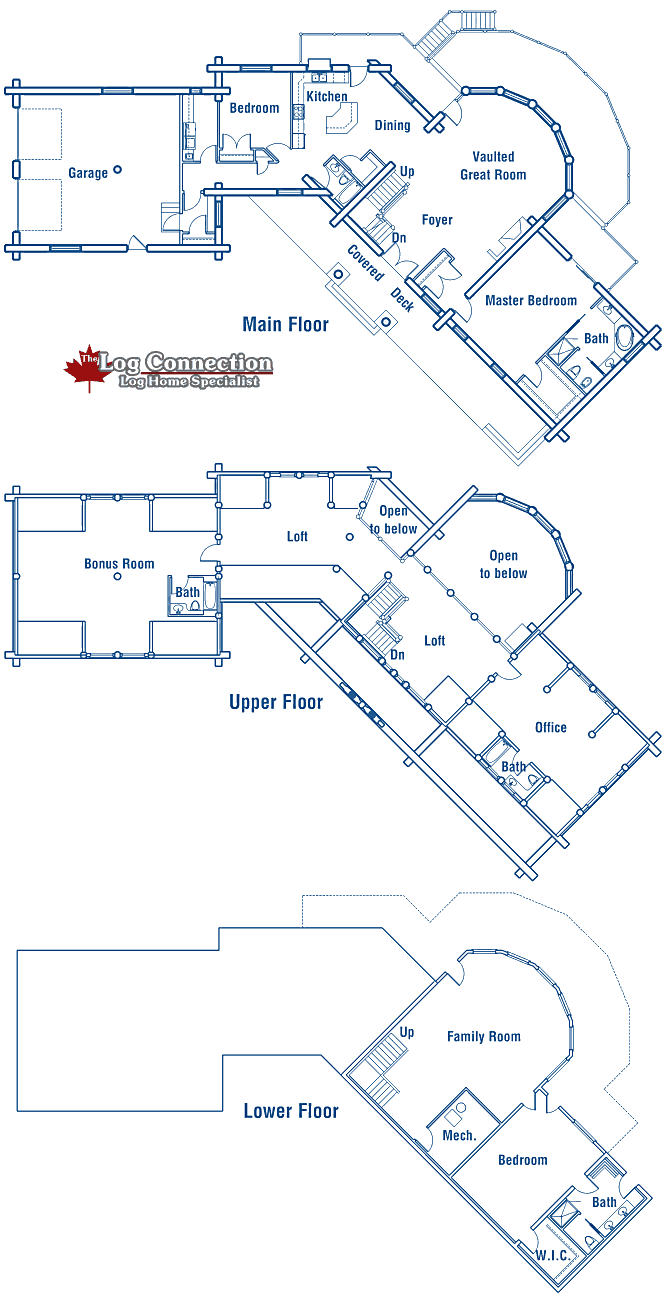 Bedroom
Kitchen
Dining
Garage
Vaulted
Great Room
Up
Foyer
Dn
Covered
Deck
Master Bedroom
Bath
Main Floor
The Log Connection
Log Home Specialist
Open
to below
Loft
Bonus Room
Open
to below
Bath
Loft
Dn
Upper Floor
Office
Bath
Up
Family Room
Lower Floor
Mech.
Bedroom
Bath
W.I.C.